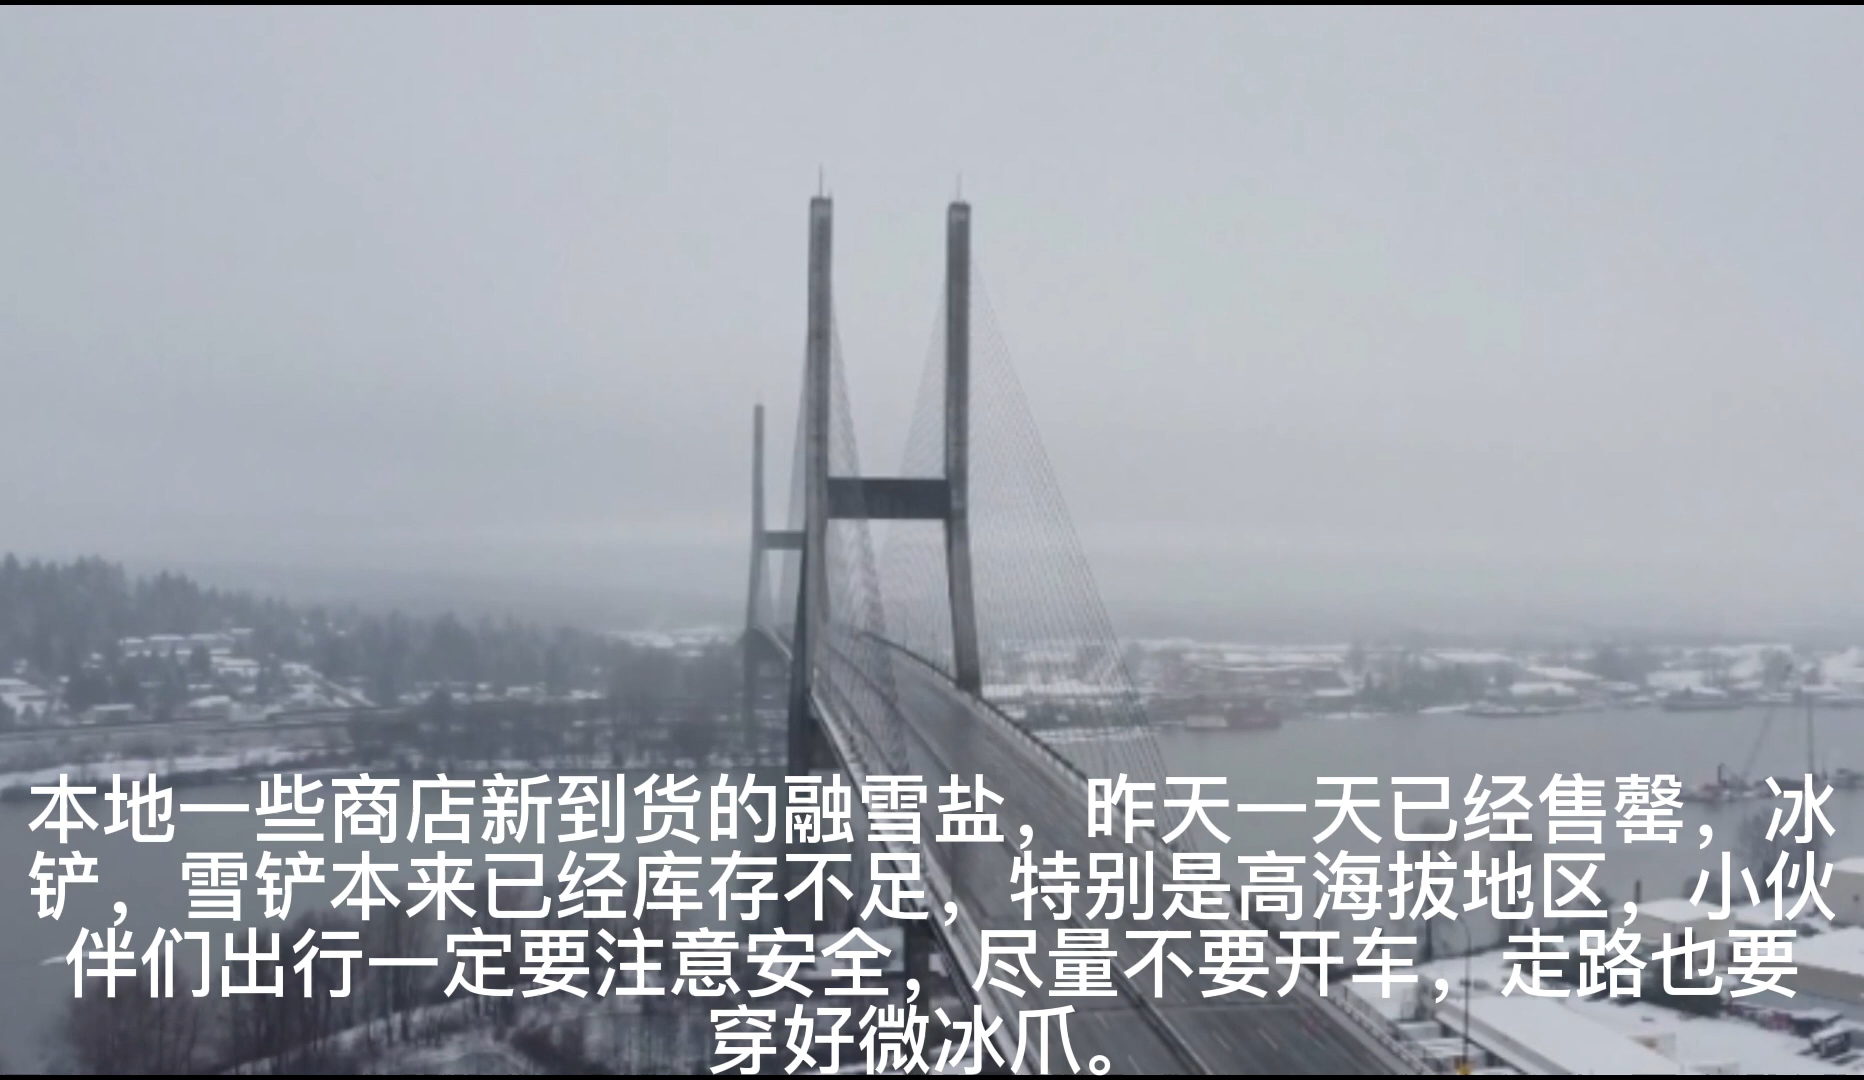 本地一些商店新到货的融雪盐，昨天一天已经售罄，冰
铲，雪铲本来已经库存不足，特别是高海拔地区，小伙
伴们出行一定要注意安全，尽量不要开车，走路也要
穿好微冰爪。